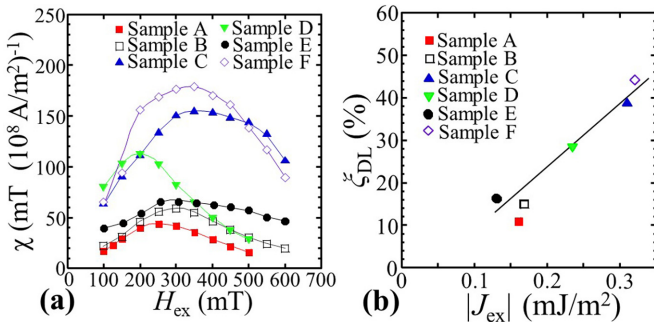 250
200
150
100
50
0
χ (mT (10⁸ A/m²)⁻¹)
Sample A
Sample B
Sample C
Sample D
Sample E
Sample F
0 100 200 300 400 500 600 700
(a) H_ex (mT)
60
50
40
30
20
10
0
ξ_DL (%)
Sample A
Sample B
Sample C
Sample D
Sample E
Sample F
0 0.1 0.2 0.3
(b) |J_ex| (mJ/m²)